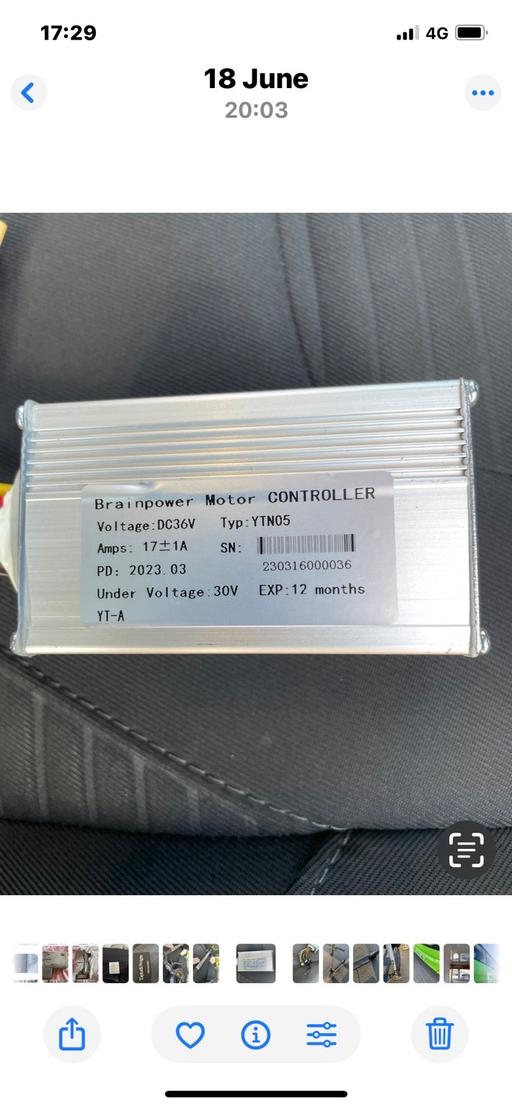 17:29
4G
18 June
20:03
Brainpower Motor CONTROLLER
Voltage:DC36V Typ:YTN05
Amps: 17±1A SN:
PD: 2023.03 230316000036
Under Voltage:30V EXP:12 months
YT-A